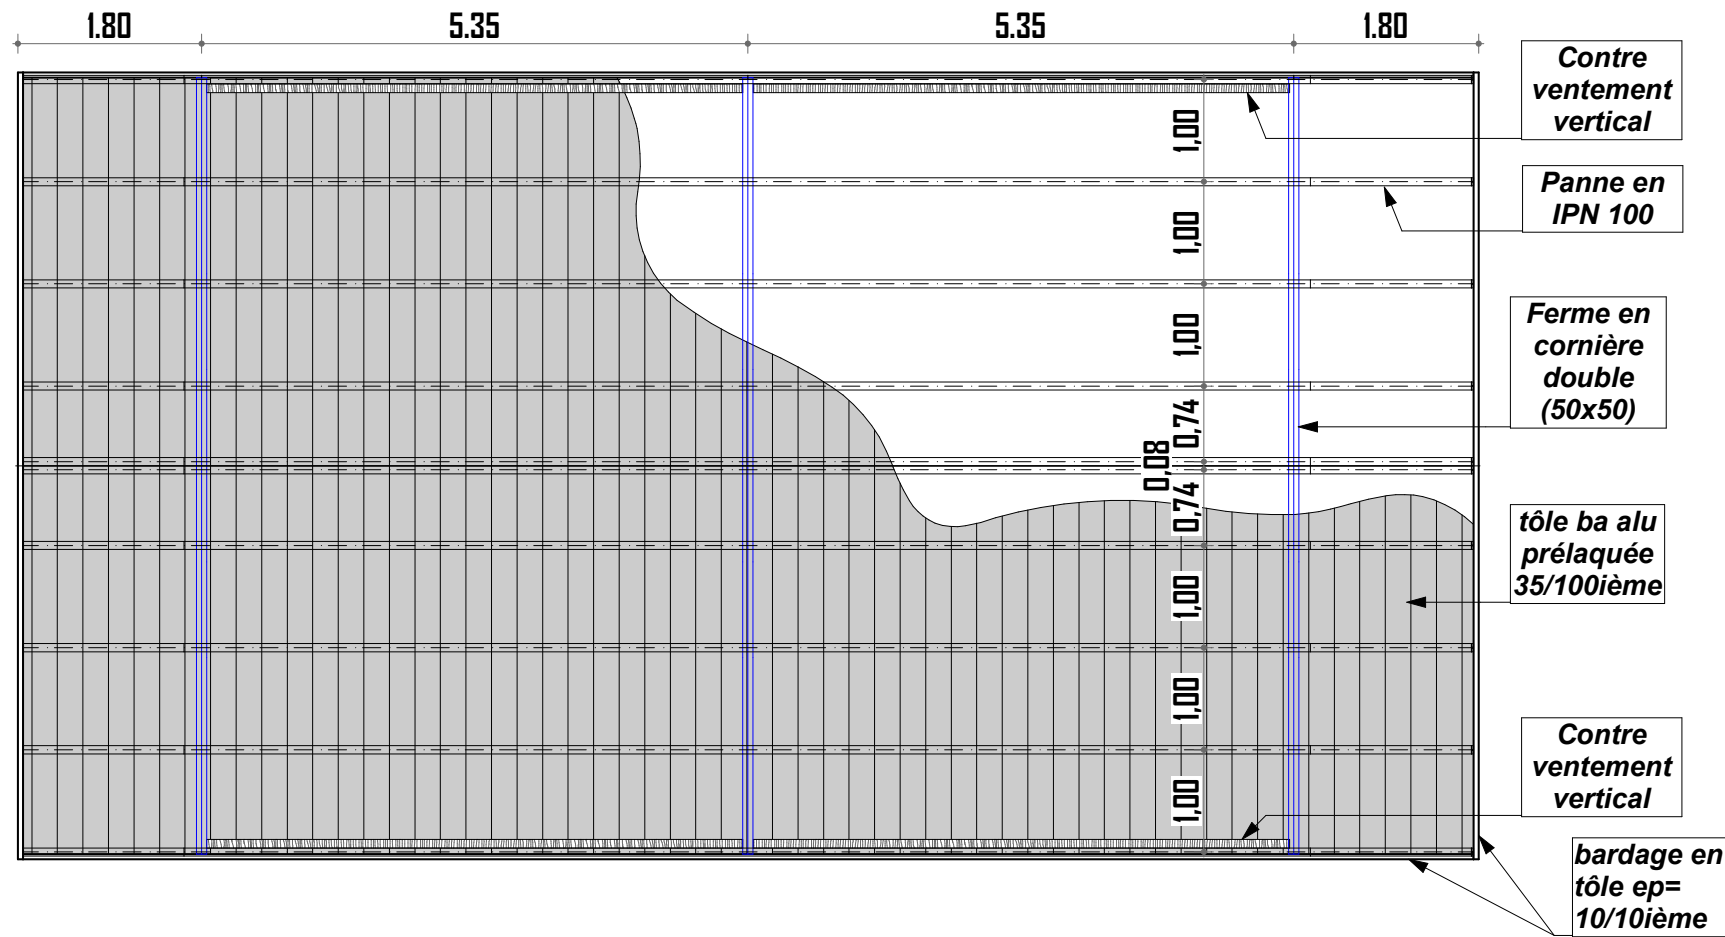 1.80
5.35
5.35
1.80
Contre
ventement
vertical
1,00
Panne en
IPN 100
1,00
Ferme en
cornière
double
(50x50)
1,00
0,74
0,08
0,74
tôle ba alu
prélaquée
35/100ième
1,00
1,00
Contre
ventement
vertical
1,00
bardage en
tôle ep=
10/10ième